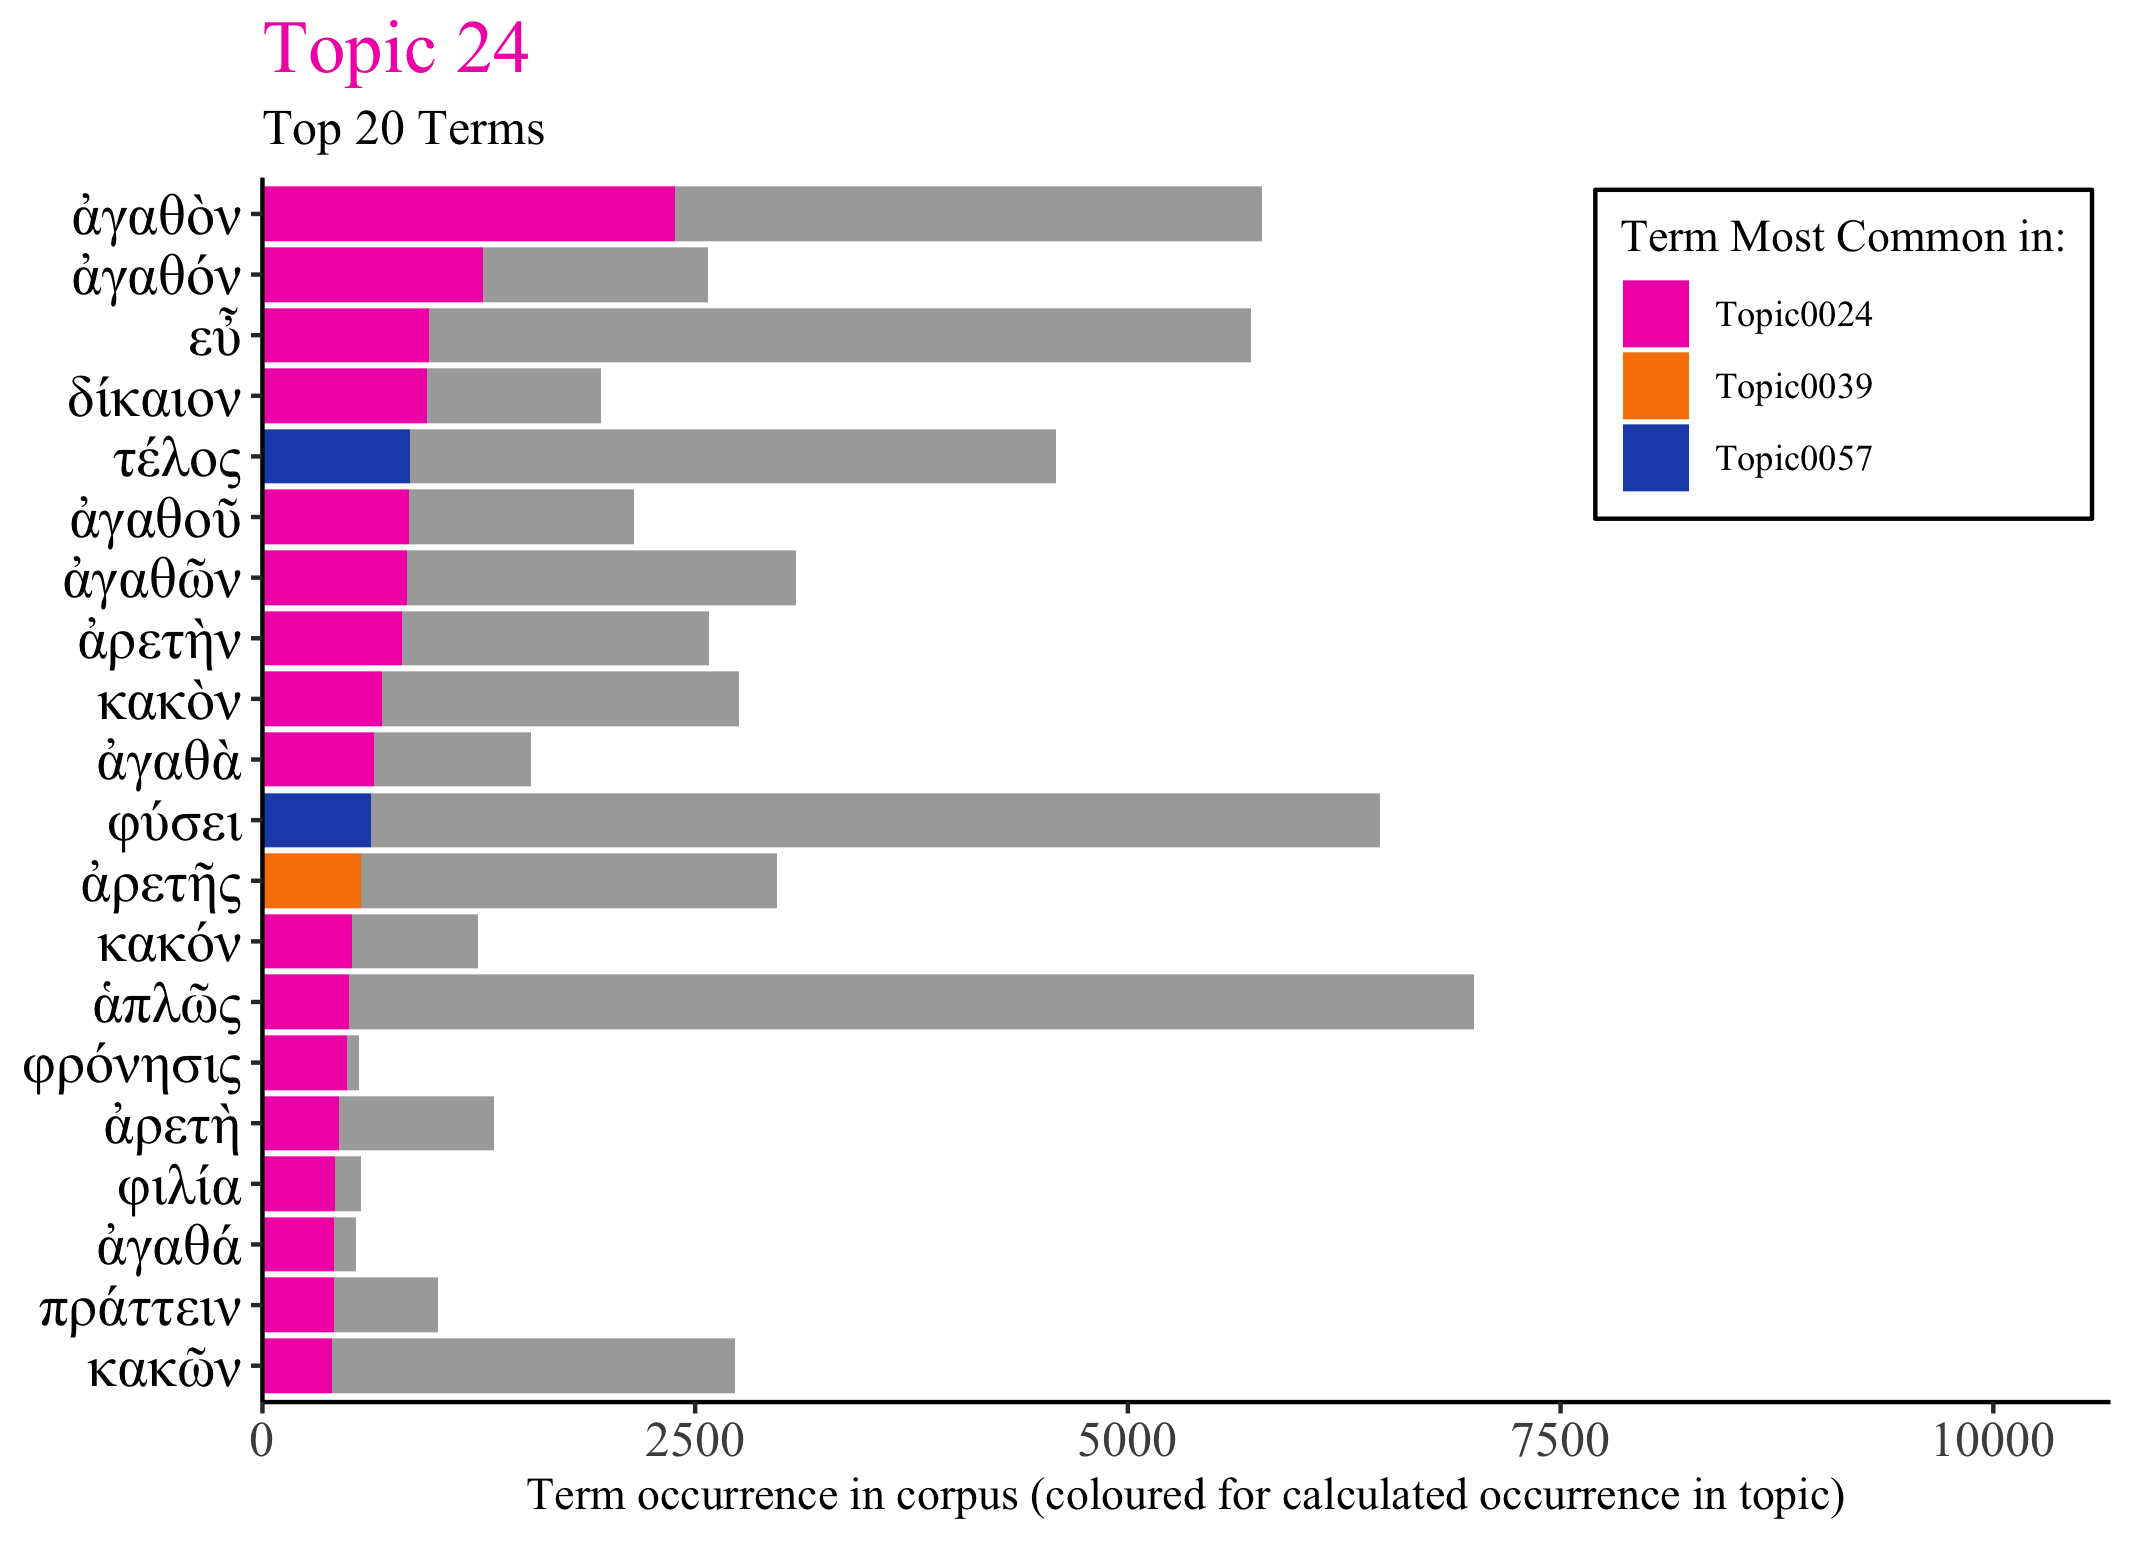 Topic 24
Top 20 Terms
ἀγαθὸν
ἀγαθόν
εὖ
δίκαιον
τέλος
ἀγαθοῦ
ἀγαθῶν
ἀρετὴν
κακὸν
ἀγαθὰ
φύσει
ἀρετῆς
κακόν
ἁπλῶς
φρόνησις
ἀρετὴ
φιλία
ἀγαθά
πράττειν
κακῶν
Term Most Common in:
Topic0024
Topic0039
Topic0057
0 2500 5000 7500 10000
Term occurrence in corpus (coloured for calculated occurrence in topic)